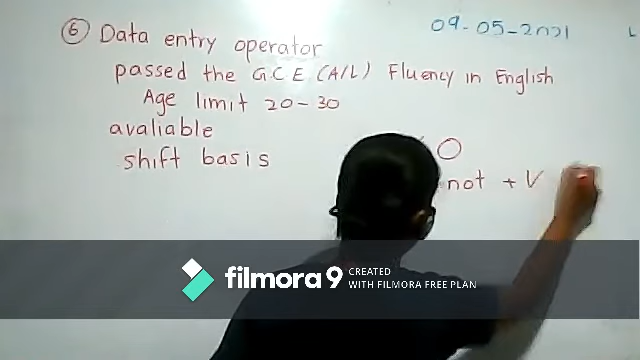 09-05-2021
⑥ Data entry operator
passed the G.C.E (A/L) Fluency in English
Age limit 20-30
avaliable
shift basis
O
not + V
filmora 9 CREATED
WITH FILMORA FREE PLAN